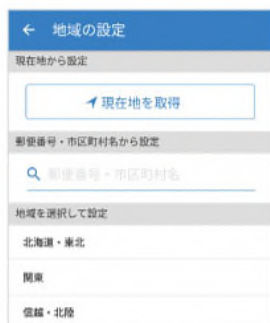 地域の設定
現在地から設定
現在地を取得
郵便番号・市区町村名から設定
郵便番号・市区町村名
地域を選択して設定
北海道・東北
関東
信越・北陸